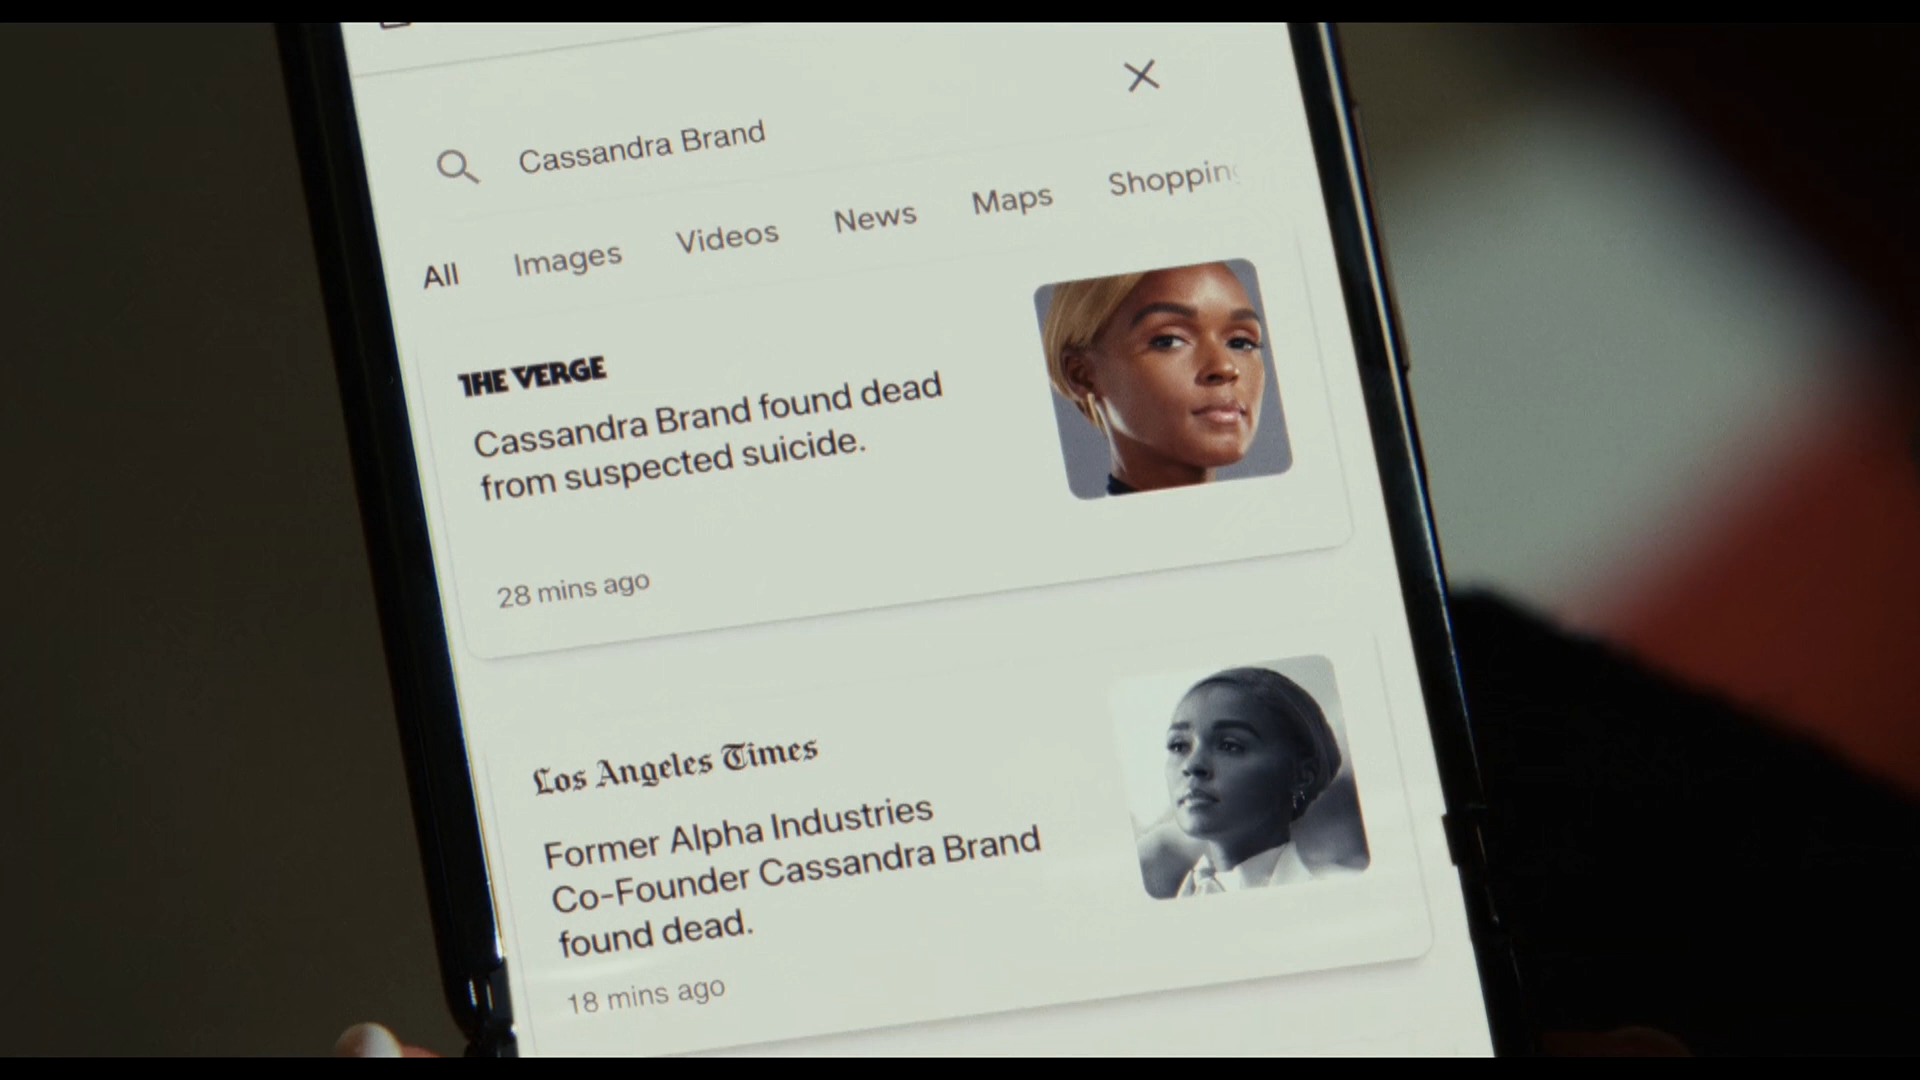 Cassandra Brand
All Images Videos News Maps Shopping
THE VERGE
Cassandra Brand found dead
from suspected suicide.
28 mins ago
Los Angeles Times
Former Alpha Industries
Co-Founder Cassandra Brand
found dead.
18 mins ago